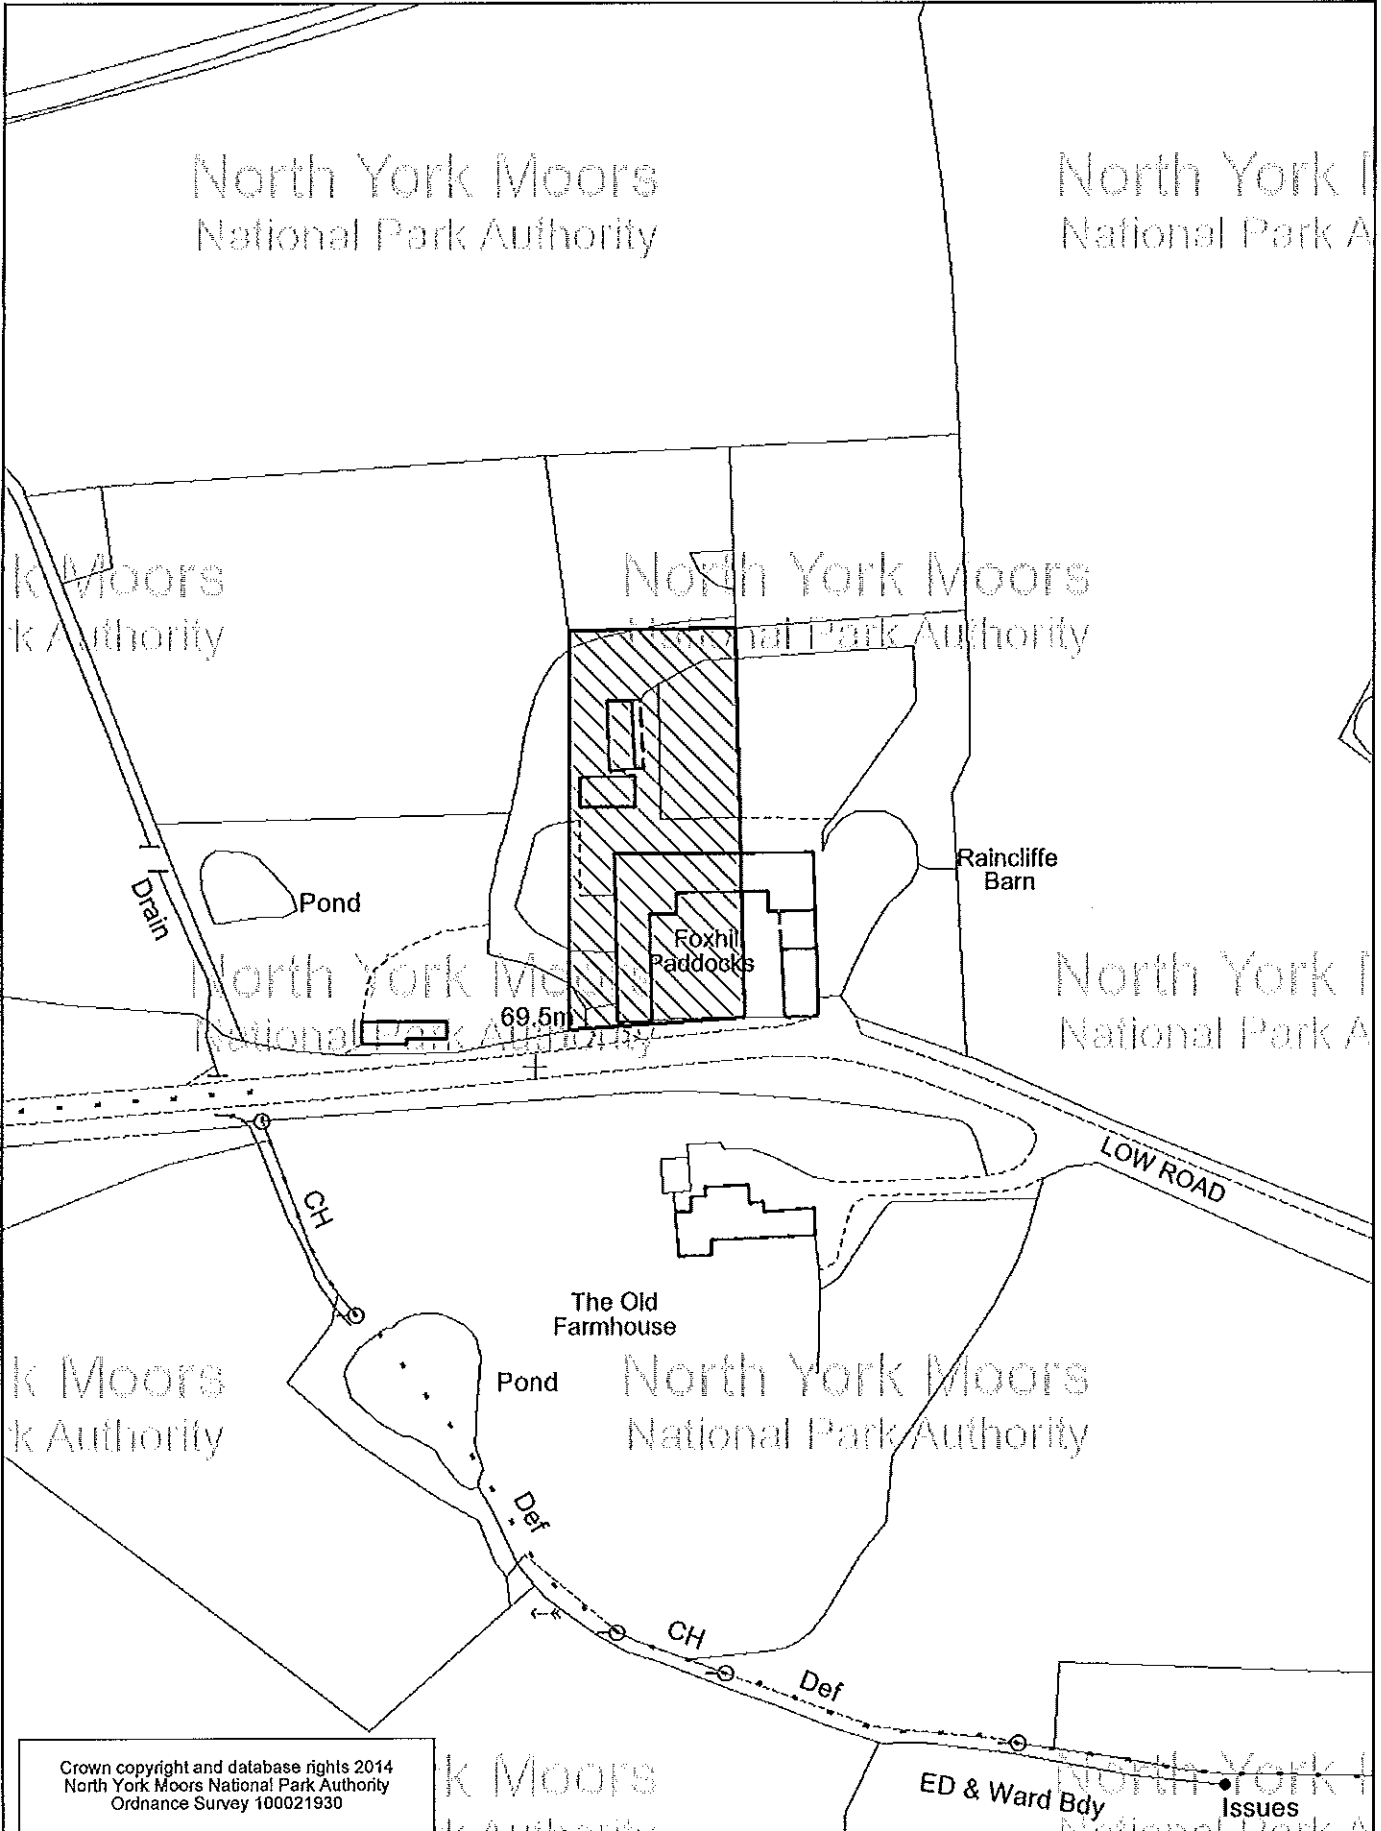 North York Moors
National Park Authority
North York
National Park A
k Moors
k Authority
North York Moors
National Park Authority
Raincliffe
Barn
Drain
Pond
Foxhill
Paddocks
North York Moors
National Park Authority
69.5m
North York
National Park A
LOW ROAD
CH
The Old
Farmhouse
Pond
k Moors
k Authority
North York Moors
National Park Authority
Def
CH
Def
ED & Ward Bdy
Issues
North York
National Park A
k Moors
k Authority
Crown copyright and database rights 2014
North York Moors National Park Authority
Ordnance Survey 100021930